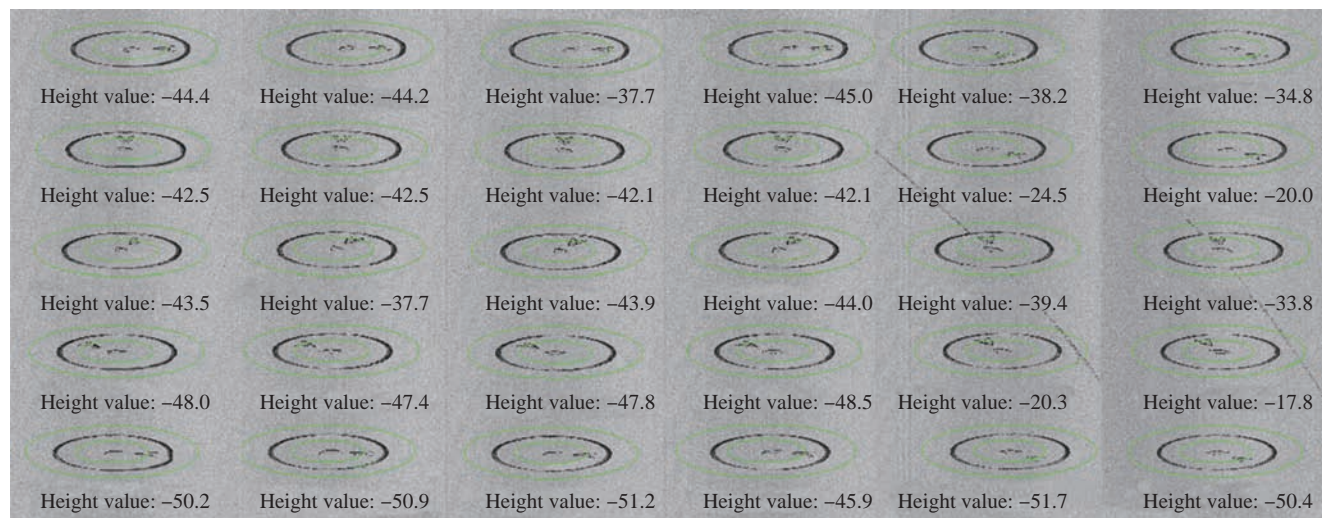 Height value: −44.4 Height value: −44.2 Height value: −37.7 Height value: −45.0 Height value: −38.2 Height value: −34.8
Height value: −42.5 Height value: −42.5 Height value: −42.1 Height value: −42.1 Height value: −24.5 Height value: −20.0
Height value: −43.5 Height value: −37.7 Height value: −43.9 Height value: −44.0 Height value: −39.4 Height value: −33.8
Height value: −48.0 Height value: −47.4 Height value: −47.8 Height value: −48.5 Height value: −20.3 Height value: −17.8
Height value: −50.2 Height value: −50.9 Height value: −51.2 Height value: −45.9 Height value: −51.7 Height value: −50.4